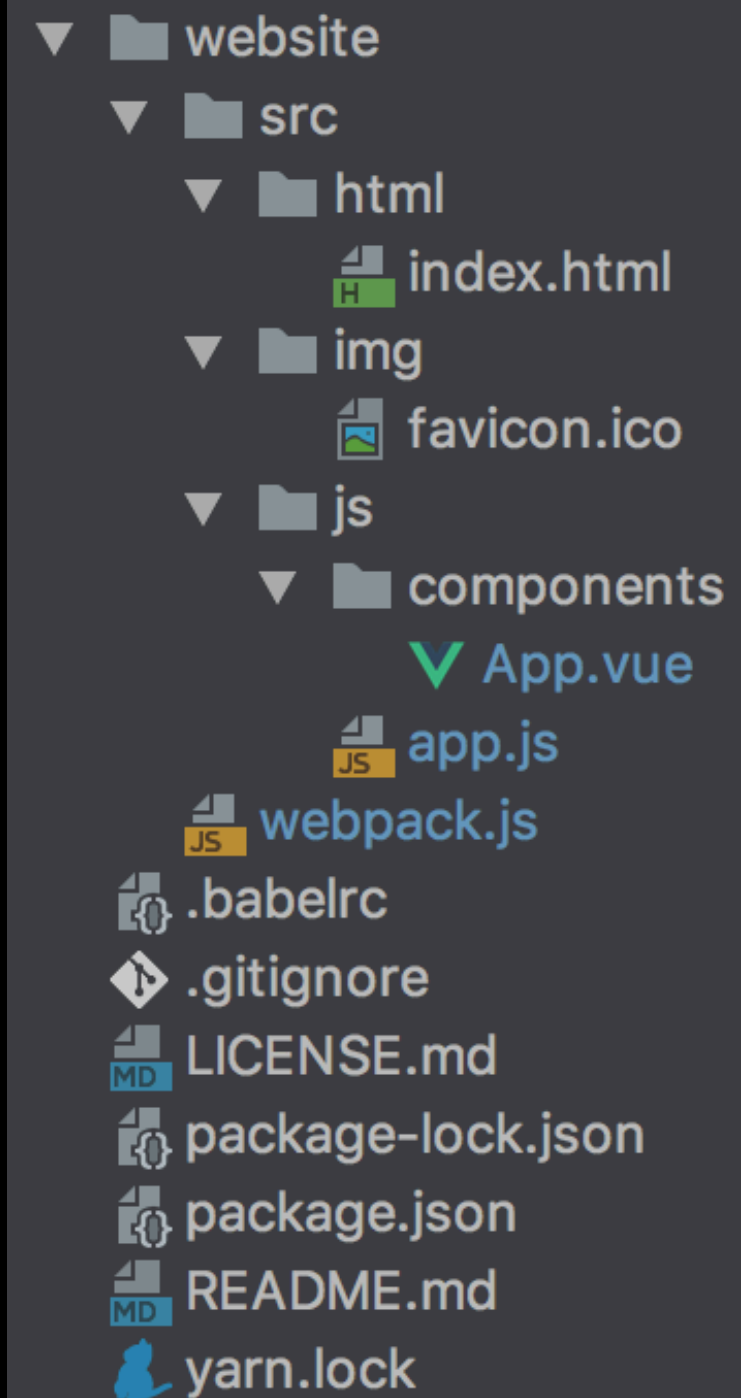 website
src
html
index.html
img
favicon.ico
js
components
App.vue
app.js
webpack.js
.babelrc
.gitignore
LICENSE.md
package-lock.json
package.json
README.md
yarn.lock